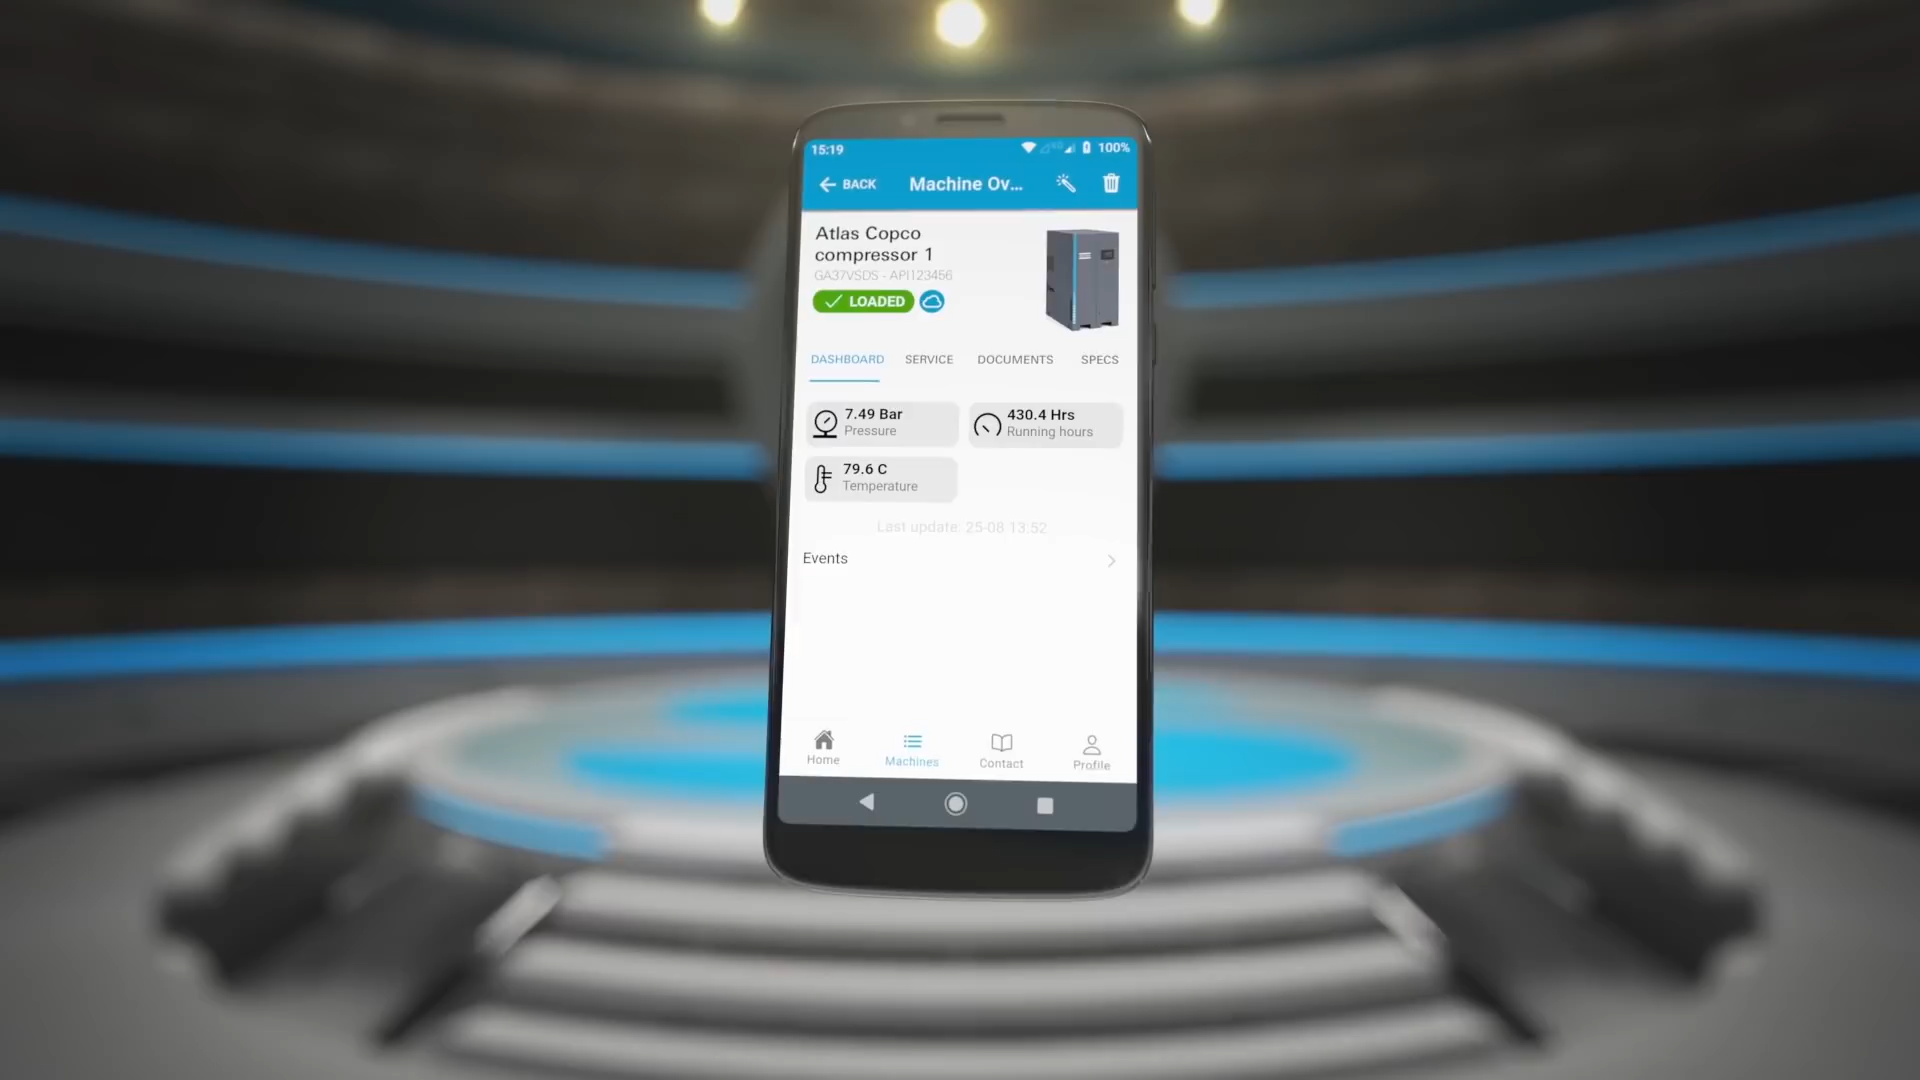 15:19
100%
BACK
Machine Ov...
Atlas Copco
compressor 1
GA37VSDS - API123456
LOADED
DASHBOARD
SERVICE
DOCUMENTS
SPECS
7.49 Bar
Pressure
430.4 Hrs
Running hours
79.6 C
Temperature
Last update: 25-08 13:52
Events
Home
Machines
Contact
Profile